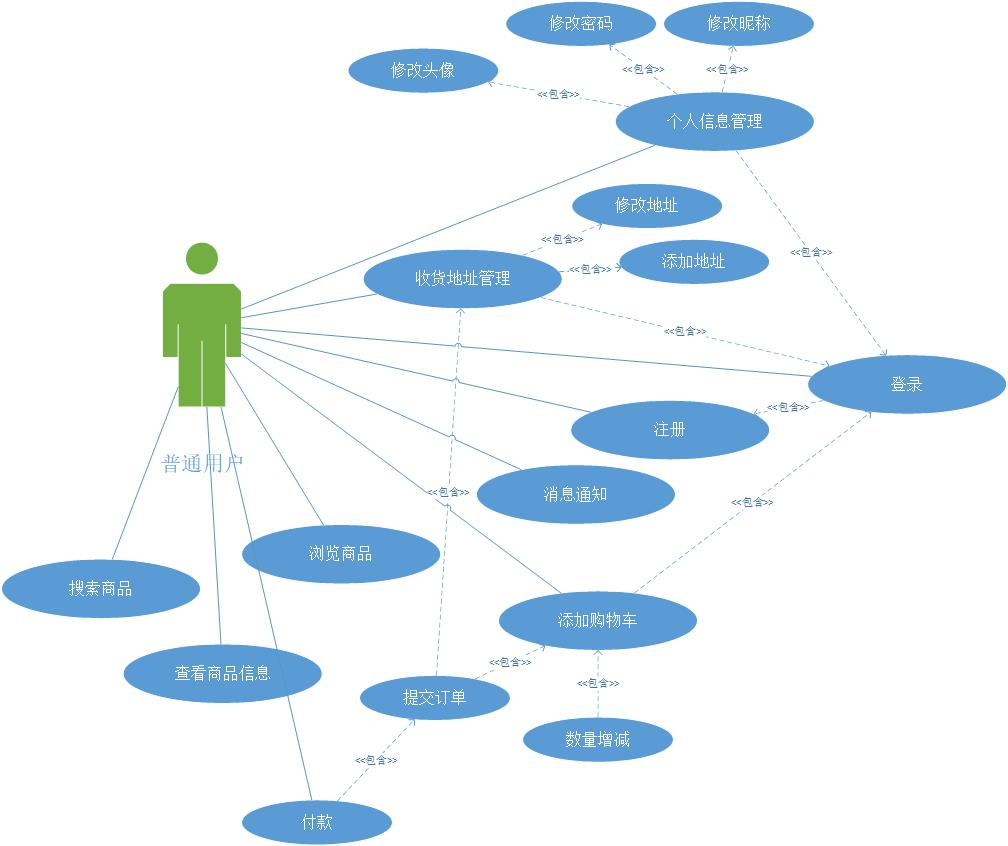 修改密码
修改昵称
修改头像
<<包含>>
<<包含>>
<<包含>>
个人信息管理
修改地址
<<包含>>
<<包含>>
添加地址
<<包含>>
收货地址管理
<<包含>>
登录
<<包含>>
注册
普通用户
消息通知
<<包含>>
<<包含>>
浏览商品
搜索商品
添加购物车
<<包含>>
查看商品信息
<<包含>>
提交订单
数量增减
<<包含>>
付款